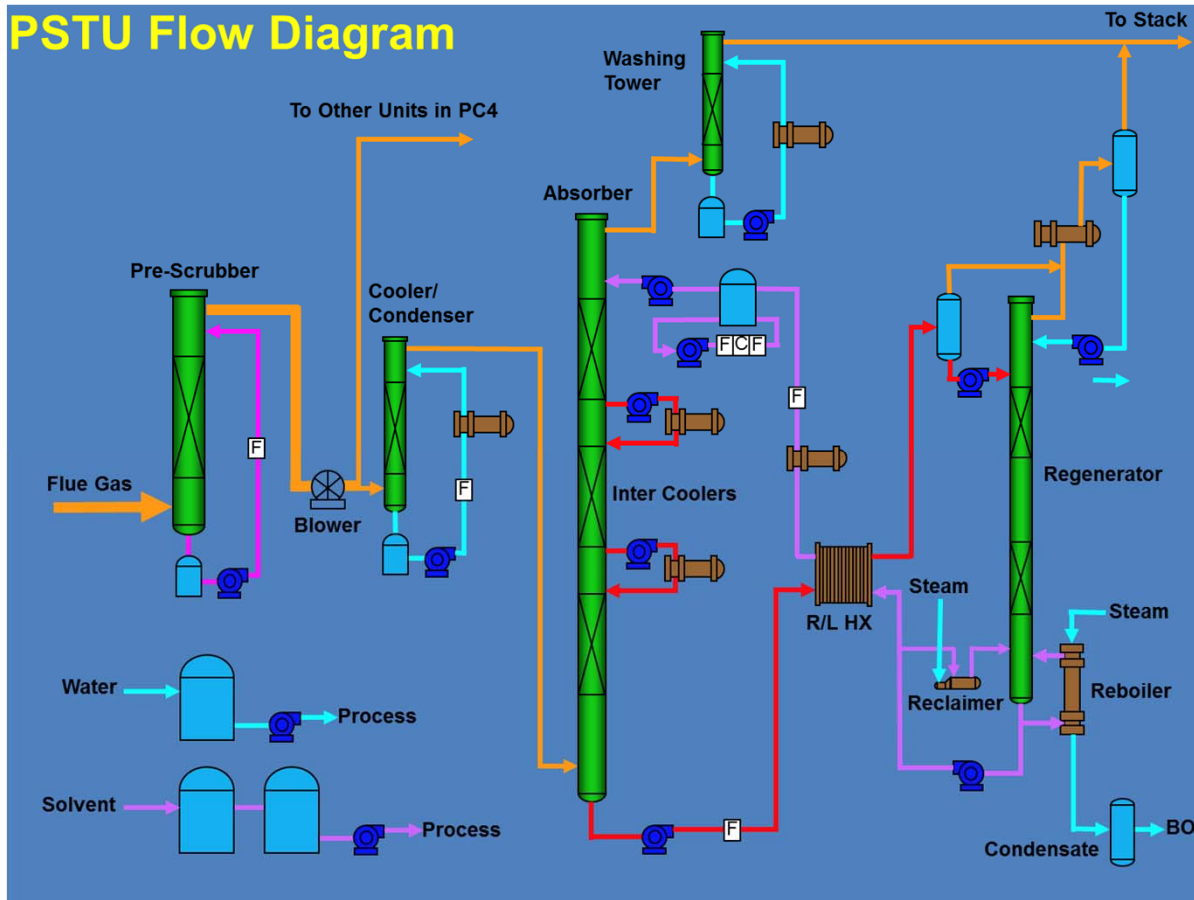 PSTU Flow Diagram
To Stack
Washing
Tower
To Other Units in PC4
Absorber
Pre-Scrubber
Cooler/
Condenser
F C F
F
F
Flue Gas
Blower
F
Inter Coolers
Regenerator
Steam
R/L HX
Steam
Water
Process
Reclaimer
Reboiler
Solvent
Process
F
Condensate
BO